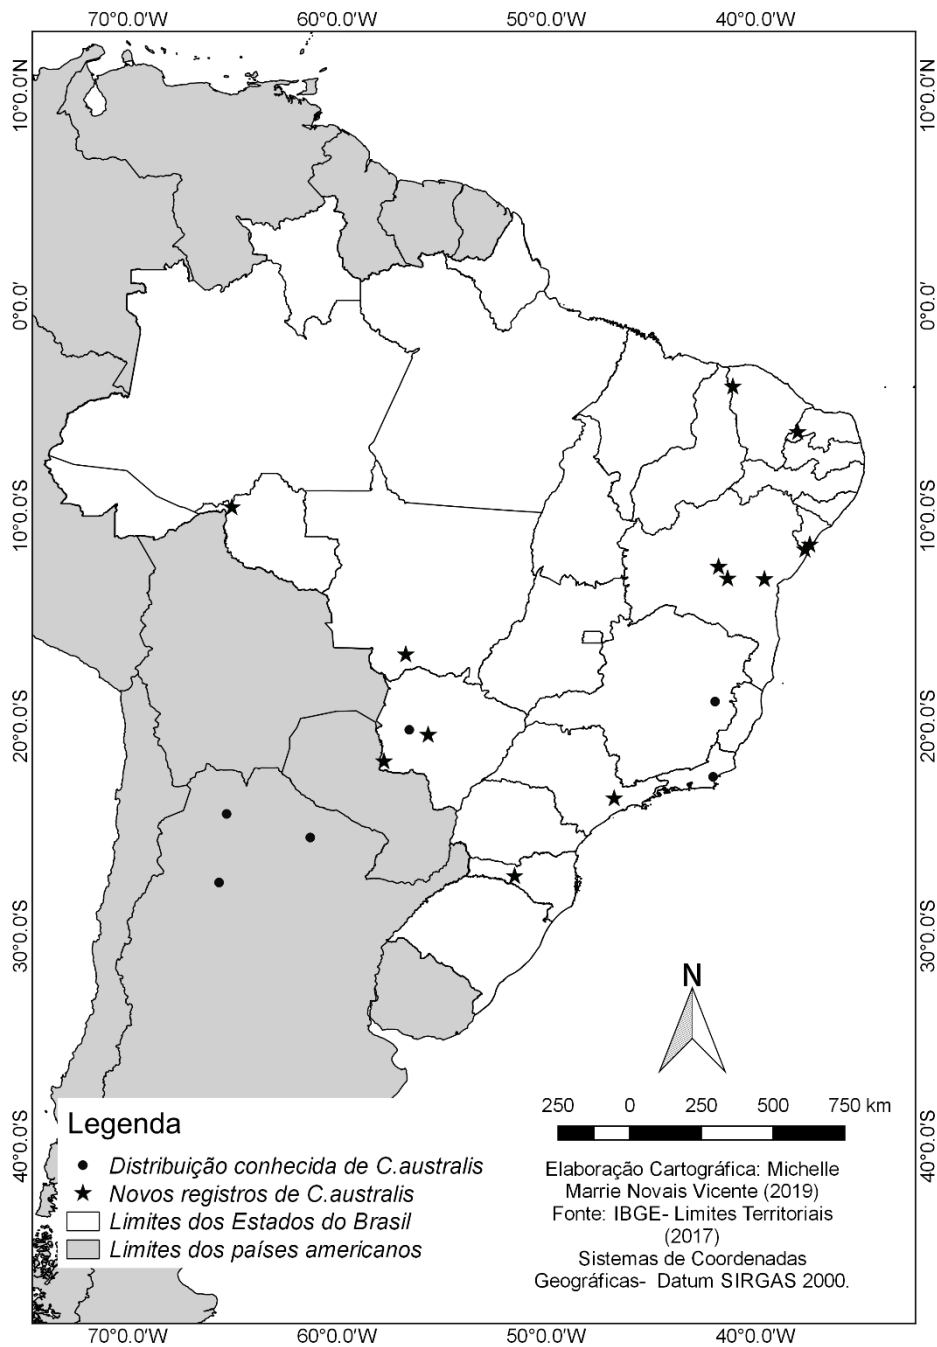 70°0.0'W 60°0.0'W 50°0.0'W 40°0.0'W
10°0.0'N 10°0.0'N
0°0.0' 0°0.0'
10°0.0'S 10°0.0'S
20°0.0'S 20°0.0'S
30°0.0'S 30°0.0'S
40°0.0'S 40°0.0'S
N
250 0 250 500 750 km
Legenda
Distribuição conhecida de C.australis
Novos registros de C.australis
Limites dos Estados do Brasil
Limites dos países americanos
Elaboração Cartográfica: Michelle
Marrie Novais Vicente (2019)
Fonte: IBGE- Limites Territoriais
(2017)
Sistemas de Coordenadas
Geográficas- Datum SIRGAS 2000.
70°0.0'W 60°0.0'W 50°0.0'W 40°0.0'W